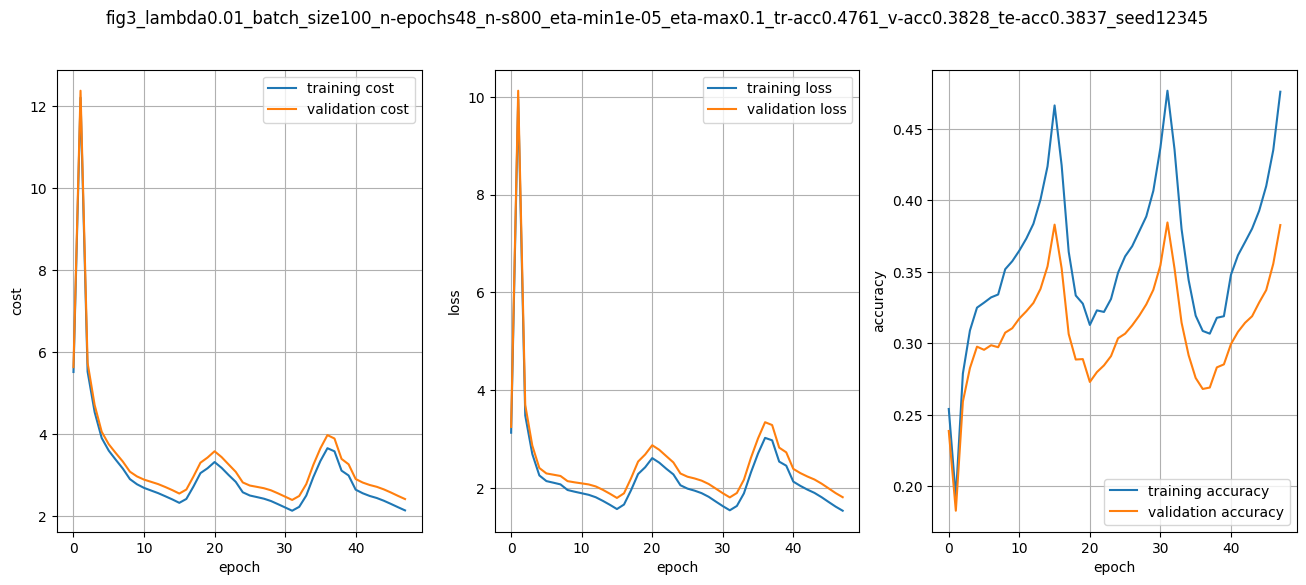 fig3_lambda0.01_batch_size100_n-epochs48_n-s800_eta-min1e-05_eta-max0.1_tr-acc0.4761_v-acc0.3828_te-acc0.3837_seed12345
training cost
validation cost
12
10
8
6
4
2
cost
0
10
20
30
40
epoch
training loss
validation loss
10
8
6
4
2
loss
0
10
20
30
40
epoch
0.45
0.40
0.35
0.30
0.25
0.20
accuracy
training accuracy
validation accuracy
0
10
20
30
40
epoch